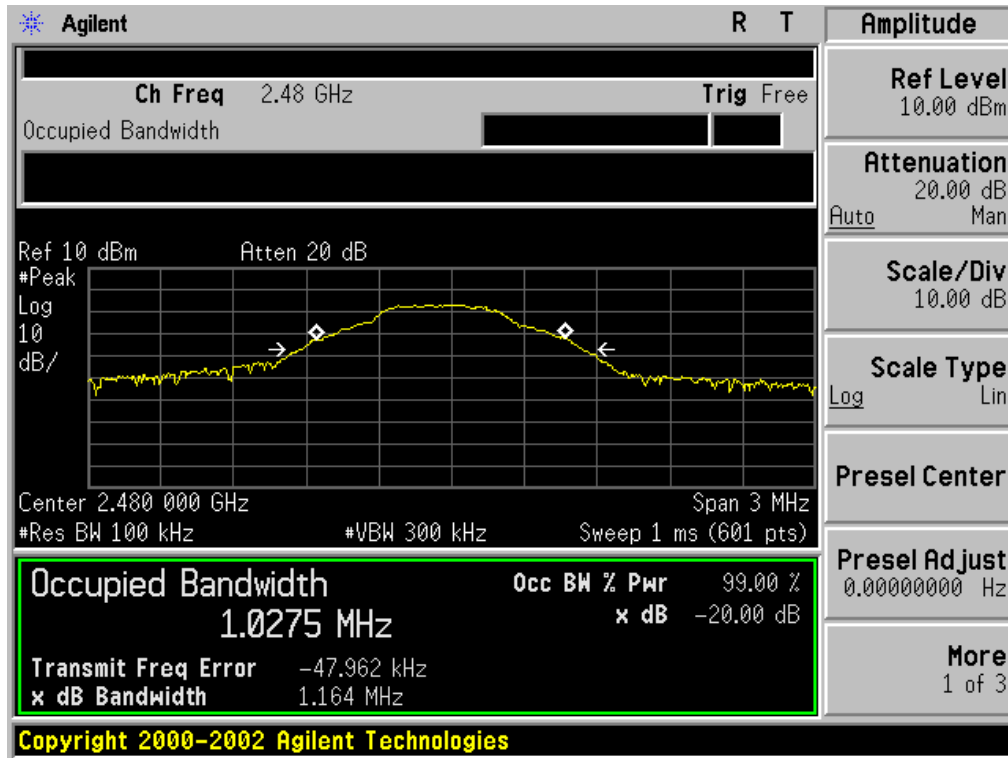 Agilent R T
Ch Freq 2.48 GHz Trig Free
Occupied Bandwidth
Ref 10 dBm Atten 20 dB
#Peak
Log
10
dB/
Center 2.480 000 GHz Span 3 MHz
#Res BW 100 kHz #VBW 300 kHz Sweep 1 ms (601 pts)
Occupied Bandwidth Occ BW % Pwr 99.00 %
1.0275 MHz x dB -20.00 dB
Transmit Freq Error -47.962 kHz
x dB Bandwidth 1.164 MHz
Copyright 2000-2002 Agilent Technologies
Amplitude
Ref Level
10.00 dBm
Attenuation
20.00 dB
Auto Man
Scale/Div
10.00 dB
Scale Type
Log Lin
Presel Center
Presel Adjust
0.00000000 Hz
More
1 of 3